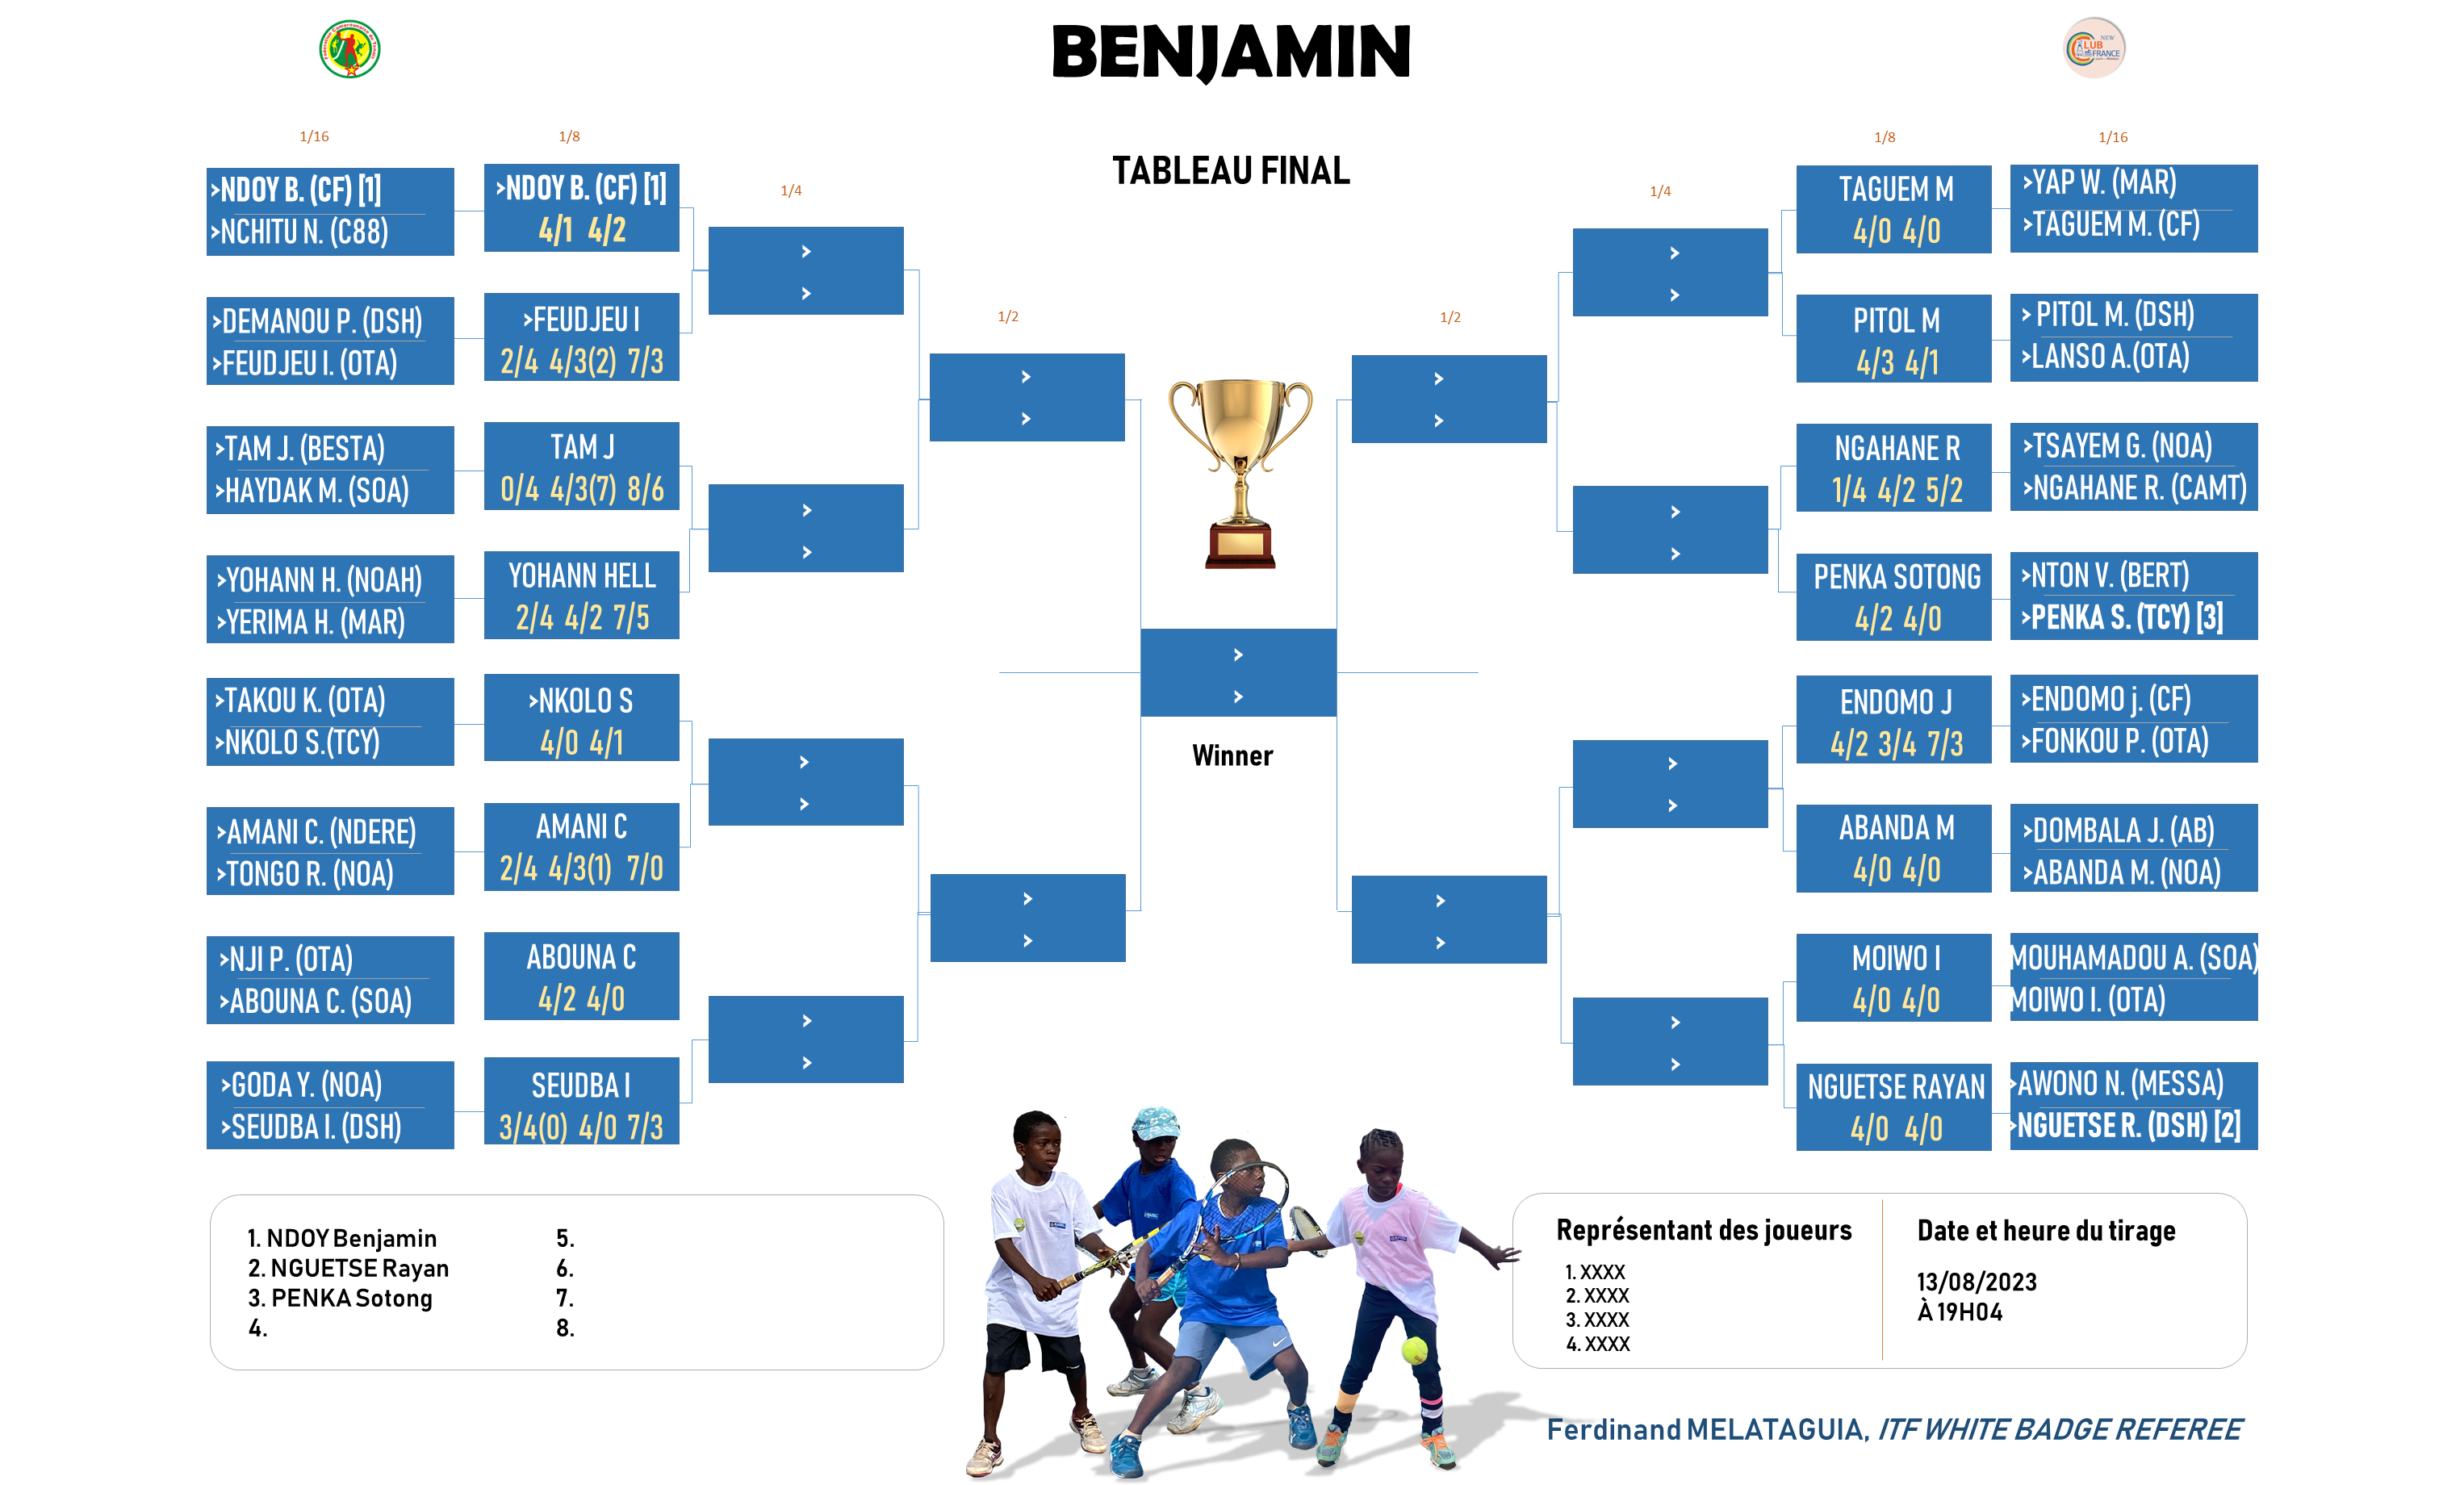 BENJAMIN
NEW
CLUB
FRANCE
TABLEAU FINAL
1/16
1/8
1/4
1/2
>NDOY B. (CF) [1]
>NCHITU N. (C88)
>DEMANOU P. (DSH)
>FEUDJEU I. (OTA)
>TAM J. (BESTA)
>HAYDAK M. (SOA)
>YOHANN H. (NOAH)
>YERIMA H. (MAR)
>TAKOU K. (OTA)
>NKOLO S.(TCY)
>AMANI C. (NDERE)
>TONGO R. (NOA)
>NJI P. (OTA)
>ABOUNA C. (SOA)
>GODA Y. (NOA)
>SEUDBA I. (DSH)
>NDOY B. (CF) [1]
4/1 4/2
>FEUDJEU I
2/4 4/3(2) 7/3
TAM J
0/4 4/3(7) 8/6
YOHANN HELL
2/4 4/2 7/5
>NKOLO S
4/0 4/1
AMANI C
2/4 4/3(1) 7/0
ABOUNA C
4/2 4/0
SEUDBA I
3/4(0) 4/0 7/3
>
>
>
>
>
>
>
>
>
>
>
>
>
>
Winner
1/2
1/4
1/8
1/16
>
>
>
>
>
>
>
>
>
>
>
>
TAGUEM M
4/0 4/0
PITOL M
4/3 4/1
NGAHANE R
1/4 4/2 5/2
PENKA SOTONG
4/2 4/0
ENDOMO J
4/2 3/4 7/3
ABANDA M
4/0 4/0
MOIWO I
4/0 4/0
NGUETSE RAYAN
4/0 4/0
>YAP W. (MAR)
>TAGUEM M. (CF)
> PITOL M. (DSH)
>LANSO A.(OTA)
>TSAYEM G. (NOA)
>NGAHANE R. (CAMT)
>NTON V. (BERT)
>PENKA S. (TCY) [3]
>ENDOMO j. (CF)
>FONKOU P. (OTA)
>DOMBALA J. (AB)
>ABANDA M. (NOA)
MOUHAMADOU A. (SOA)
MOIWO I. (OTA)
>AWONO N. (MESSA)
>NGUETSE R. (DSH) [2]
1. NDOY Benjamin
2. NGUETSE Rayan
3. PENKA Sotong
4.
5.
6.
7.
8.
Représentant des joueurs
1. XXXX
2. XXXX
3. XXXX
4. XXXX
Date et heure du tirage
13/08/2023
À 19H04
Ferdinand MELATAGUIA, ITF WHITE BADGE REFEREE